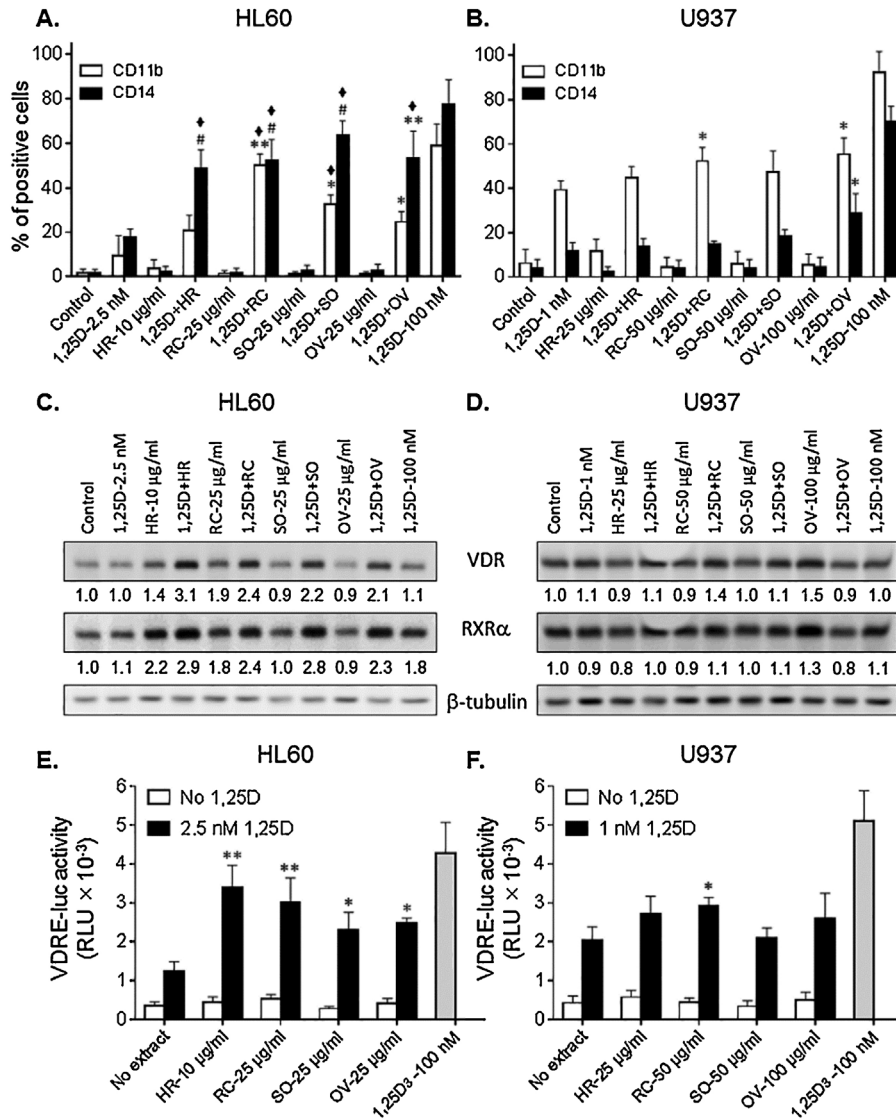 A.
HL60
% of positive cells
100
80
60
40
20
0
CD11b
CD14
♦
#
♦
**
♦
#
♦
*
♦
#
*
♦
**
Control
1,25D-2.5 nM
HR-10 µg/ml
1,25D+HR
RC-25 µg/ml
1,25D+RC
SO-25 µg/ml
1,25D+SO
OV-25 µg/ml
1,25D+OV
1,25D-100 nM
B.
U937
100
80
60
40
20
0
CD11b
CD14
*
*
*
Control
1,25D-1 nM
HR-25 µg/ml
1,25D+HR
RC-50 µg/ml
1,25D+RC
SO-50 µg/ml
1,25D+SO
OV-100 µg/ml
1,25D+OV
1,25D-100 nM
C.
HL60
Control
1,25D-2.5 nM
HR-10 µg/ml
1,25D+HR
RC-25 µg/ml
1,25D+RC
SO-25 µg/ml
1,25D+SO
OV-25 µg/ml
1,25D+OV
1,25D-100 nM
1.0 1.0 1.4 3.1 1.9 2.4 0.9 2.2 0.9 2.1 1.1
1.0 1.1 2.2 2.9 1.8 2.4 1.0 2.8 0.9 2.3 1.8
VDR
RXRα
β-tubulin
D.
U937
Control
1,25D-1 nM
HR-25 µg/ml
1,25D+HR
RC-50 µg/ml
1,25D+RC
SO-50 µg/ml
1,25D+SO
OV-100 µg/ml
1,25D+OV
1,25D-100 nM
1.0 1.1 0.9 1.1 0.9 1.4 1.0 1.1 1.5 0.9 1.0
1.0 0.9 0.8 1.0 0.9 1.1 1.0 1.1 1.3 0.8 1.1
E.
HL60
VDRE-luc activity
(RLU × 10⁻³)
6
5
4
3
2
1
0
No 1,25D
2.5 nM 1,25D
**
**
*
*
No extract
HR-10 µg/ml
RC-25 µg/ml
SO-25 µg/ml
OV-25 µg/ml
1,25D₃-100 nM
F.
U937
VDRE-luc activity
(RLU × 10⁻³)
6
5
4
3
2
1
0
No 1,25D
1 nM 1,25D
*
No extract
HR-25 µg/ml
RC-50 µg/ml
SO-50 µg/ml
OV-100 µg/ml
1,25D₃-100 nM